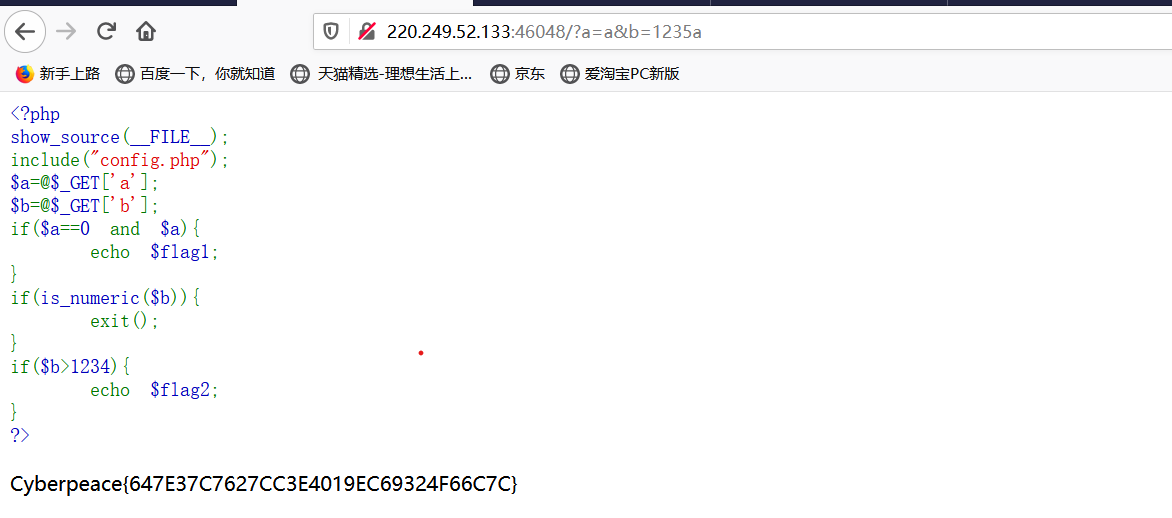 220.249.52.133:46048/?a=a&b=1235a
新手上路 百度一下，你就知道 天猫精选-理想生活上... 京东 爱淘宝PC新版
<?php
show_source(__FILE__);
include("config.php");
$a=@$_GET['a'];
$b=@$_GET['b'];
if($a==0 and $a){
echo $flag1;
}
if(is_numeric($b)){
exit();
}
if($b>1234){
echo $flag2;
}
?>
Cyberpeace{647E37C7627CC3E4019EC69324F66C7C}